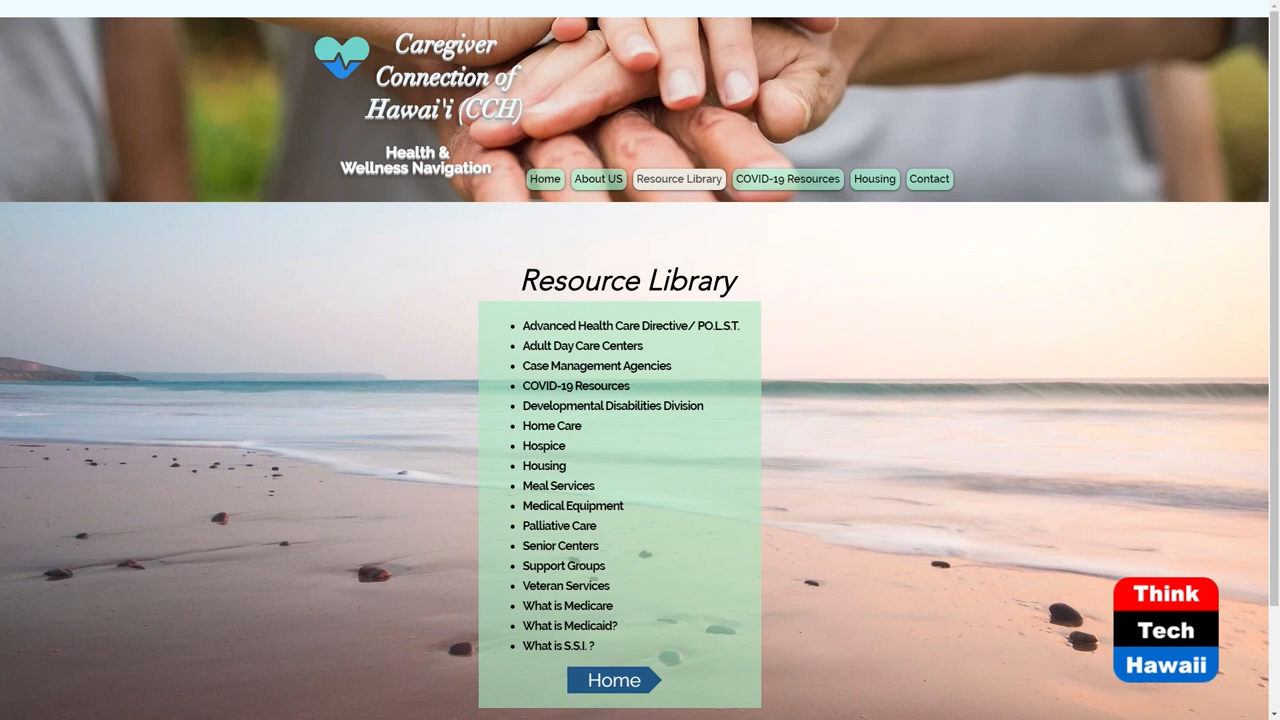 Caregiver
Connection of
Hawai'i (CCH)
Health &
Wellness Navigation
Home
About US
Resource Library
COVID-19 Resources
Housing
Contact
Resource Library
Advanced Health Care Directive/ PO.L.S.T.
Adult Day Care Centers
Case Management Agencies
COVID-19 Resources
Developmental Disabilities Division
Home Care
Hospice
Housing
Meal Services
Medical Equipment
Palliative Care
Senior Centers
Support Groups
Veteran Services
What is Medicare
What is Medicaid?
What is S.S.I. ?
Home
Think
Tech
Hawaii